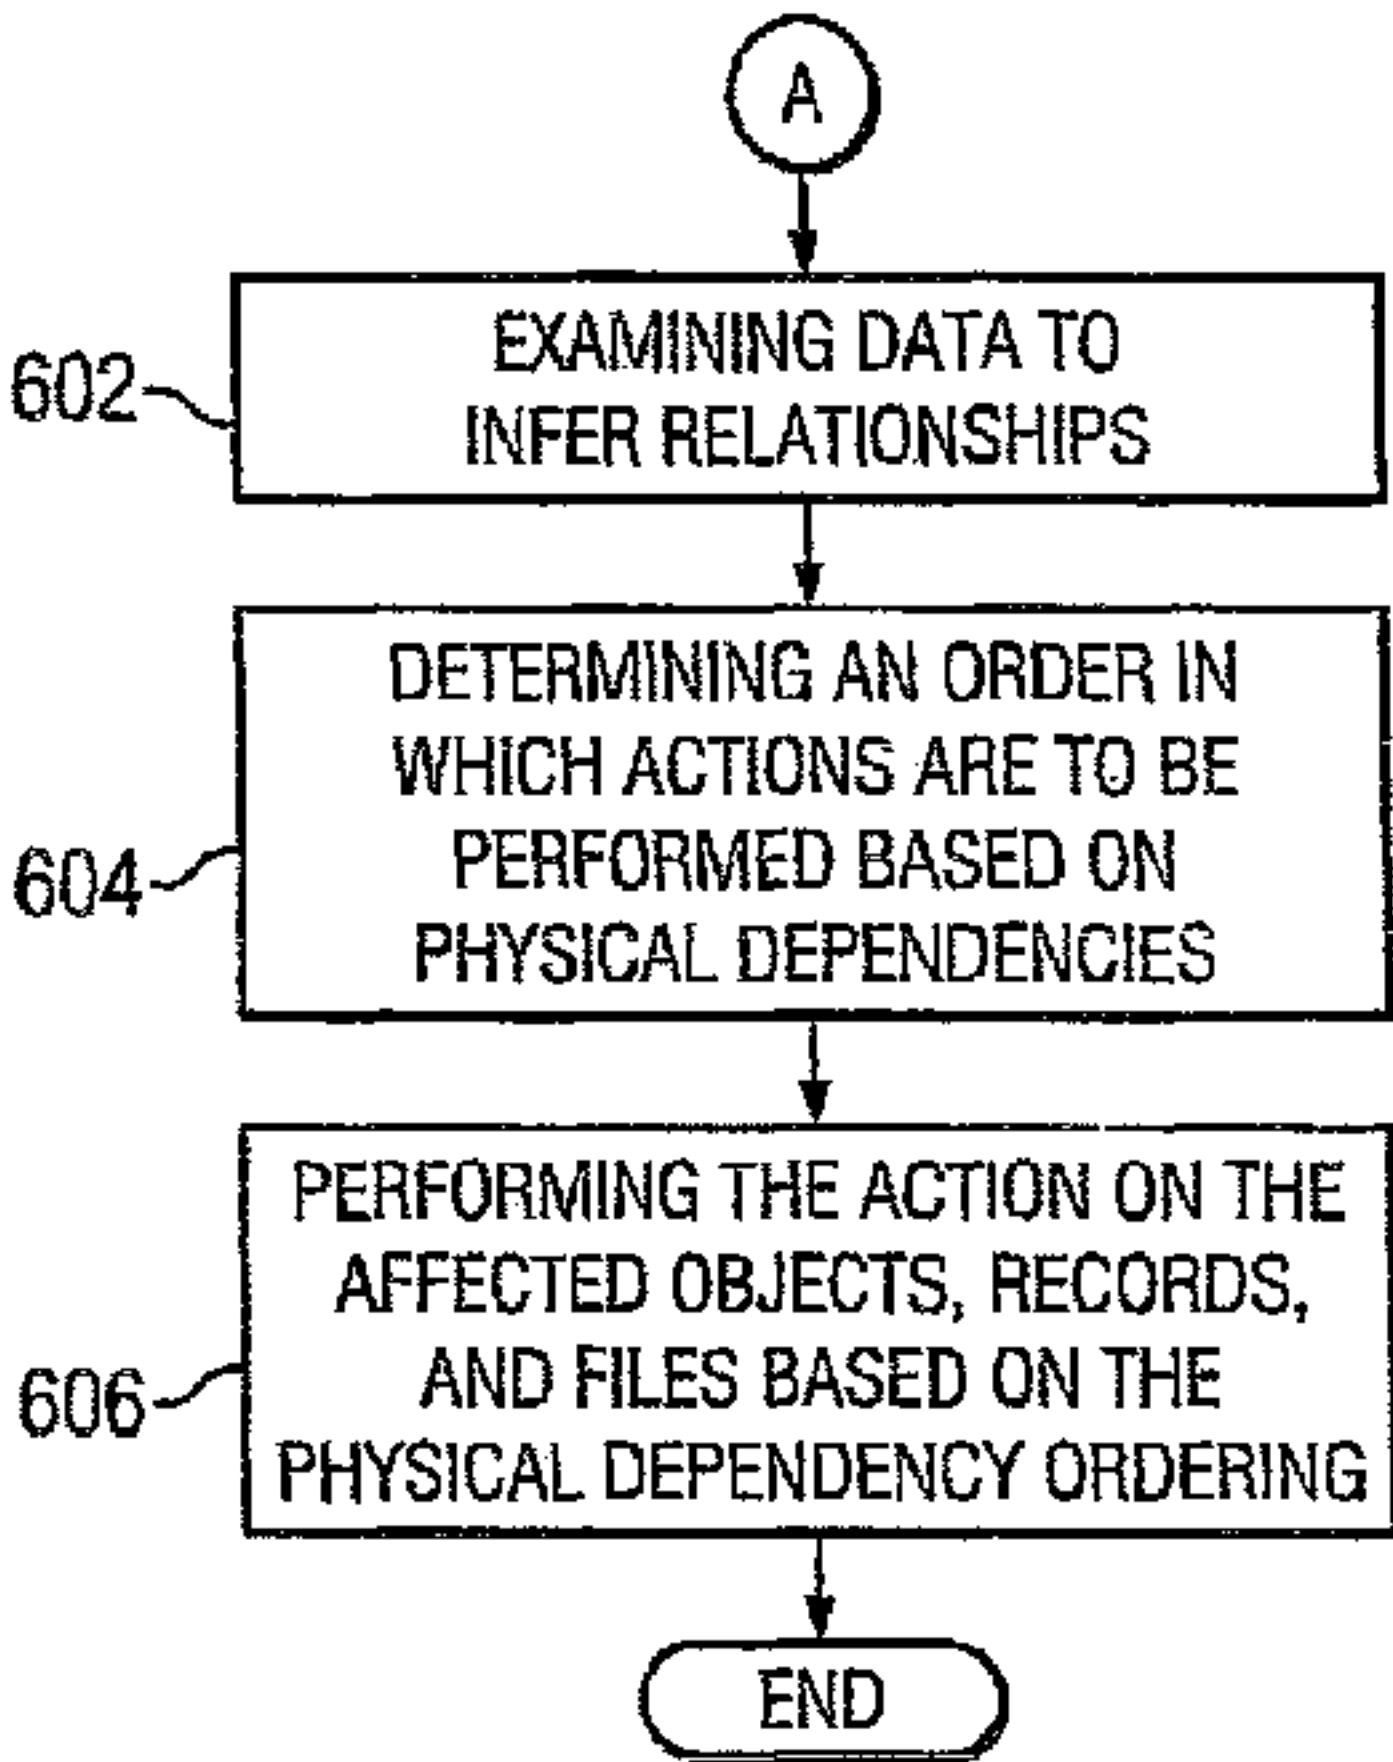 A
602
EXAMINING DATA TO
INFER RELATIONSHIPS
604
DETERMINING AN ORDER IN
WHICH ACTIONS ARE TO BE
PERFORMED BASED ON
PHYSICAL DEPENDENCIES
606
PERFORMING THE ACTION ON THE
AFFECTED OBJECTS, RECORDS,
AND FILES BASED ON THE
PHYSICAL DEPENDENCY ORDERING
END